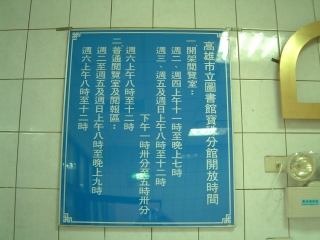 高雄市立圖書館寶珠分館開放時間
一開架閱覽室：
週二、週四上午十一時至晚上七時
週三、週五及週日上午八時至十二時
下午一時卅分至五時卅分
週六上午八時至十二時
二普通閱覽室及閱報區：
週二至週五及週日上午八時至晚上九時
週六上午八時至十二時